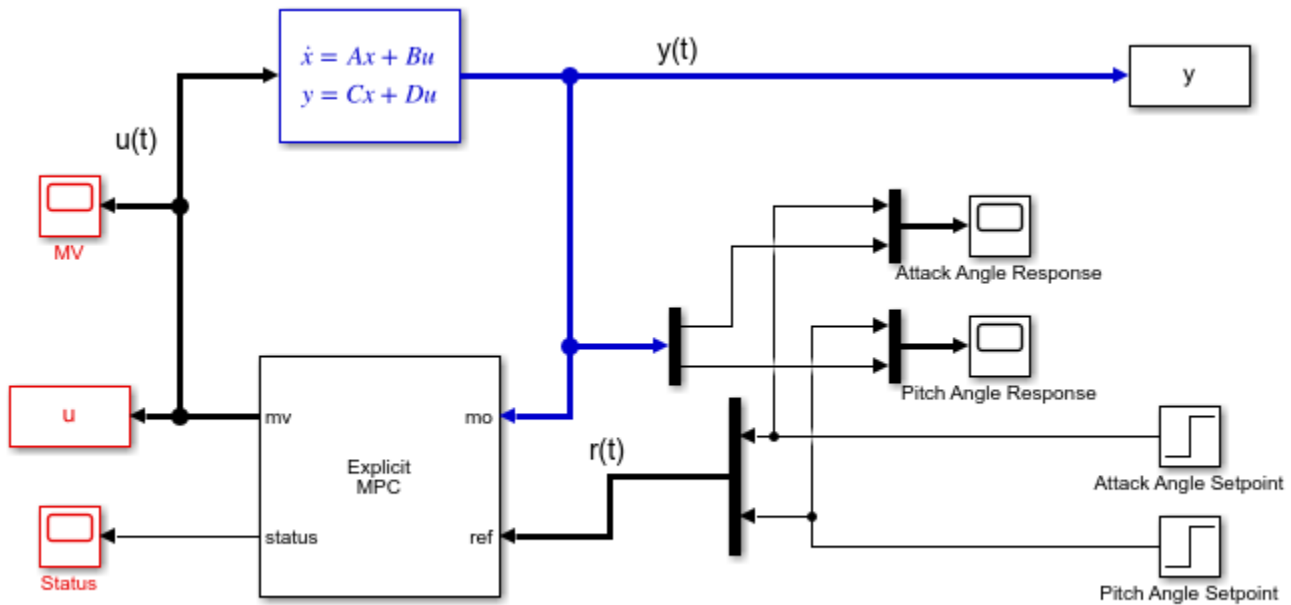 ẋ = Ax + Bu
y = Cx + Du
y(t)
y
u(t)
MV
Attack Angle Response
Pitch Angle Response
u
mv
mo
Explicit
MPC
r(t)
Attack Angle Setpoint
status
ref
Status
Pitch Angle Setpoint